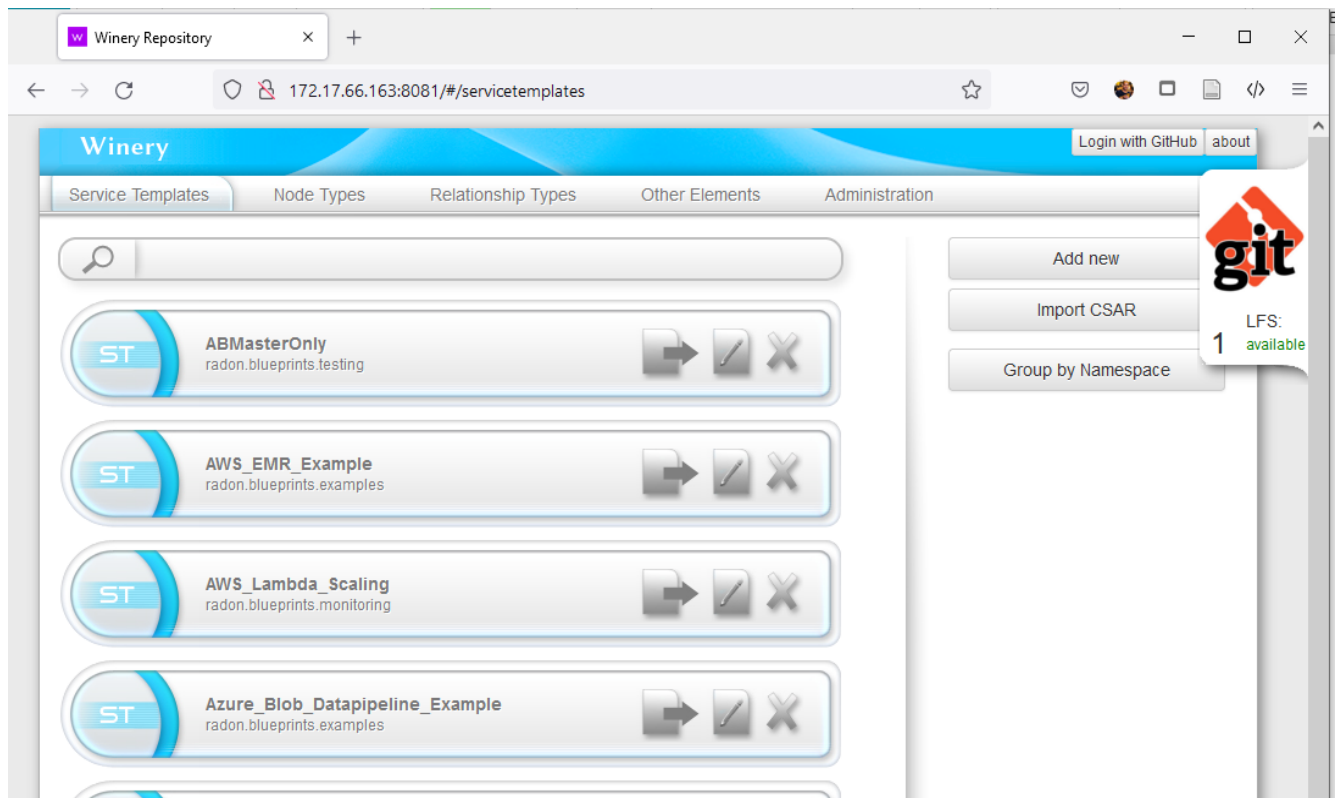 W Winery Repository
172.17.66.163:8081/#/servicetemplates
Winery
Login with GitHub about
Service Templates Node Types Relationship Types Other Elements Administration
git
LFS:
1 available
Add new
Import CSAR
Group by Namespace
ST
ABMasterOnly
radon.blueprints.testing
ST
AWS_EMR_Example
radon.blueprints.examples
ST
AWS_Lambda_Scaling
radon.blueprints.monitoring
ST
Azure_Blob_Datapipeline_Example
radon.blueprints.examples